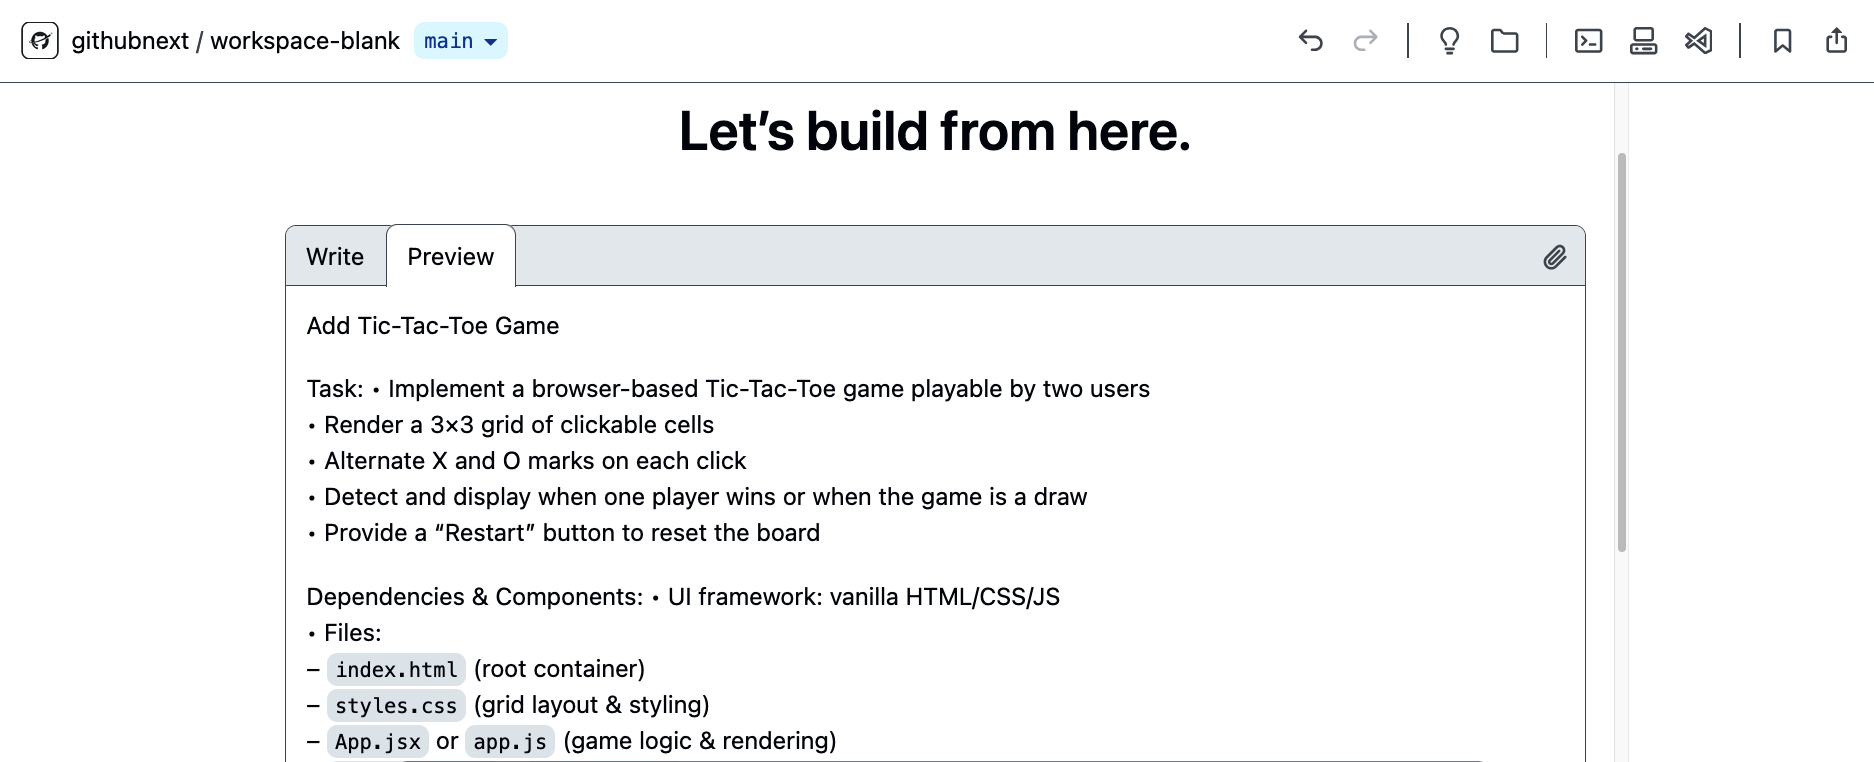 githubnext / workspace-blank main
Let’s build from here.
Write Preview
Add Tic-Tac-Toe Game
Task: • Implement a browser-based Tic-Tac-Toe game playable by two users
• Render a 3×3 grid of clickable cells
• Alternate X and O marks on each click
• Detect and display when one player wins or when the game is a draw
• Provide a “Restart” button to reset the board
Dependencies & Components: • UI framework: vanilla HTML/CSS/JS
• Files:
– index.html (root container)
– styles.css (grid layout & styling)
– App.jsx or app.js (game logic & rendering)